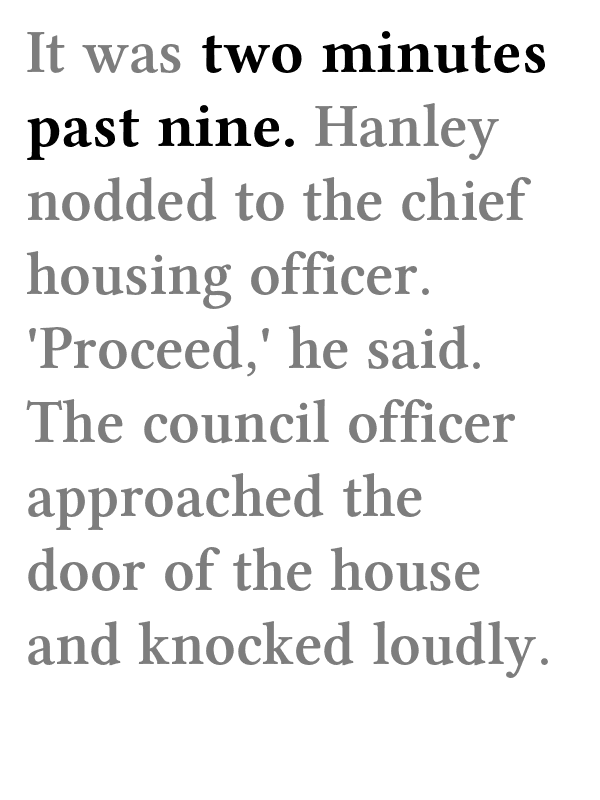 It was two minutes
past nine. Hanley
nodded to the chief
housing officer.
'Proceed,' he said.
The council officer
approached the
door of the house
and knocked loudly.